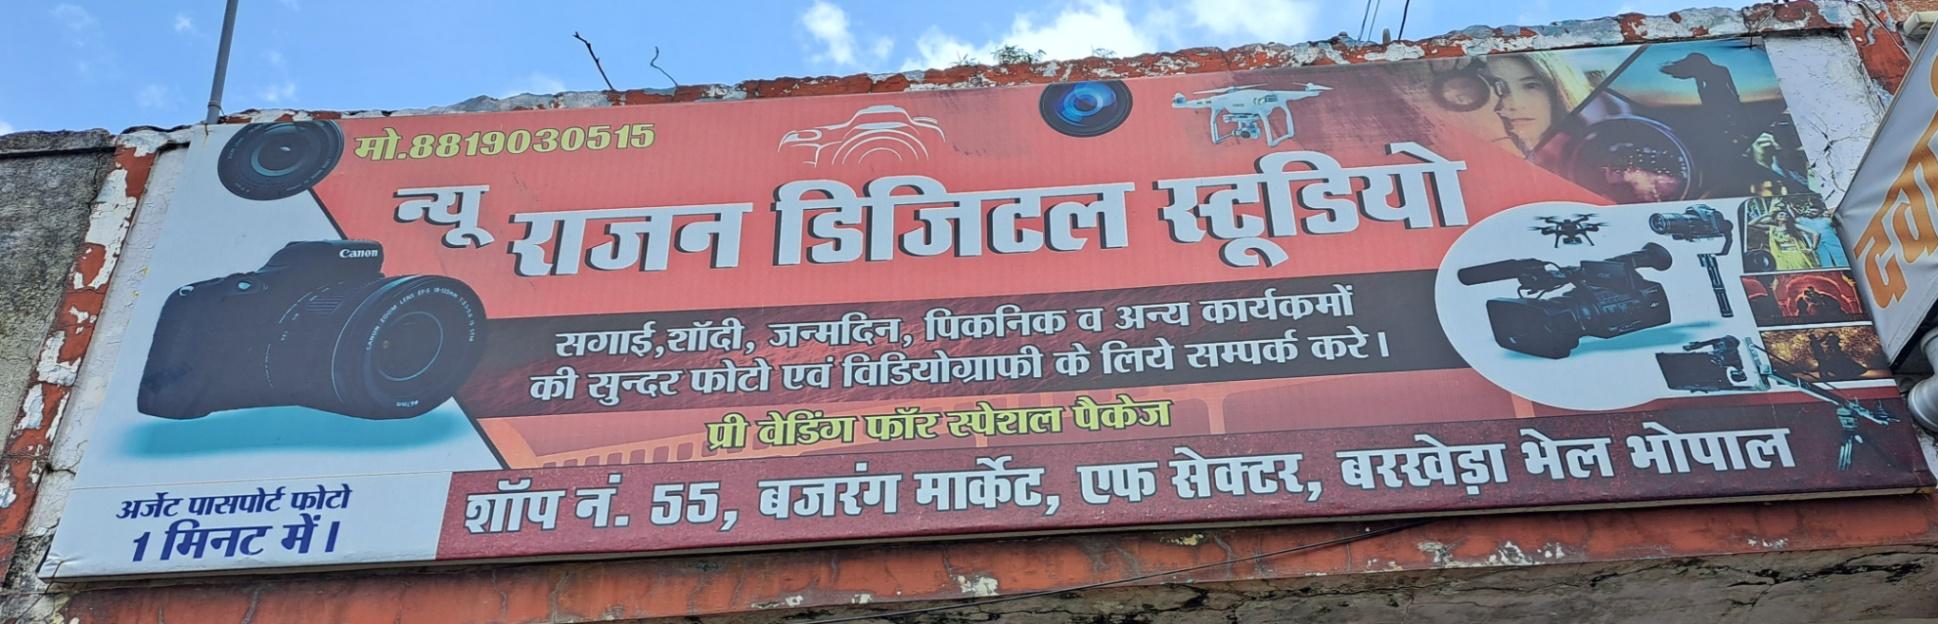 मो.8819030515
न्यू राजन डिजिटल स्टूडियो
Canon
सगाई,शॉदी, जन्मदिन, पिकनिक व अन्य कार्यकमों
की सुन्दर फोटो एवं विडियोग्राफी के लिये सम्पर्क करे।
प्री वेडिंग फॉर स्पेशल पैकेज
शॉप नं. 55, बजरंग मार्केट, एफ सेक्टर, बरखेड़ा भेल भोपाल
अर्जेट पासपोर्ट फोटो
1 मिनट में।